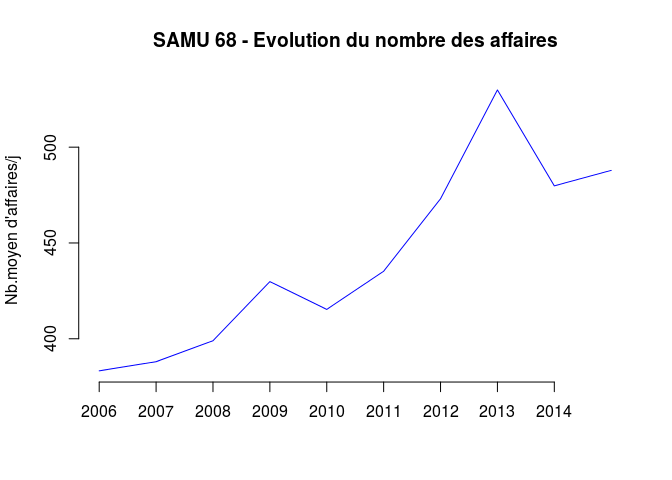 SAMU 68 - Evolution du nombre des affaires
Nb.moyen d'affaires/j
500
450
400
2006 2007 2008 2009 2010 2011 2012 2013 2014